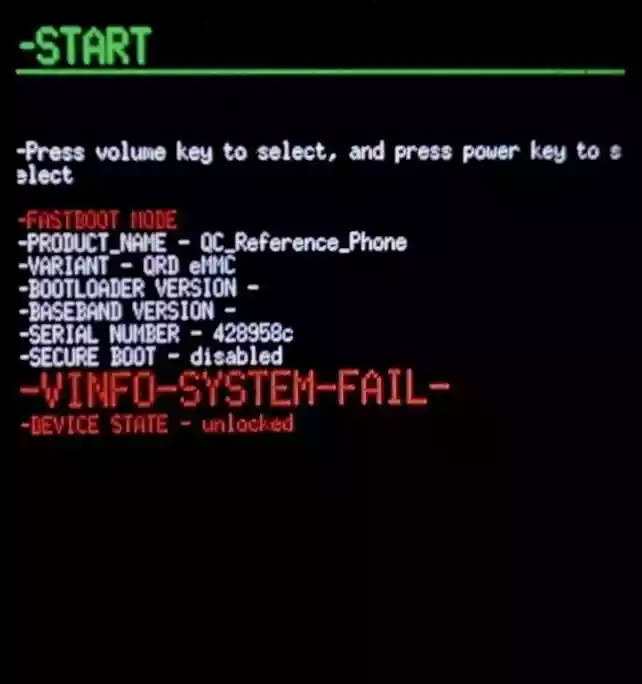 -START
-Press volume key to select, and press power key to s
elect
-FASTBOOT MODE
-PRODUCT_NAME - QC_Reference_Phone
-VARIANT - QRD eMMC
-BOOTLOADER VERSION -
-BASEBAND VERSION -
-SERIAL NUMBER - 428958c
-SECURE BOOT - disabled
-VINFO-SYSTEM-FAIL-
-DEVICE STATE - unlocked